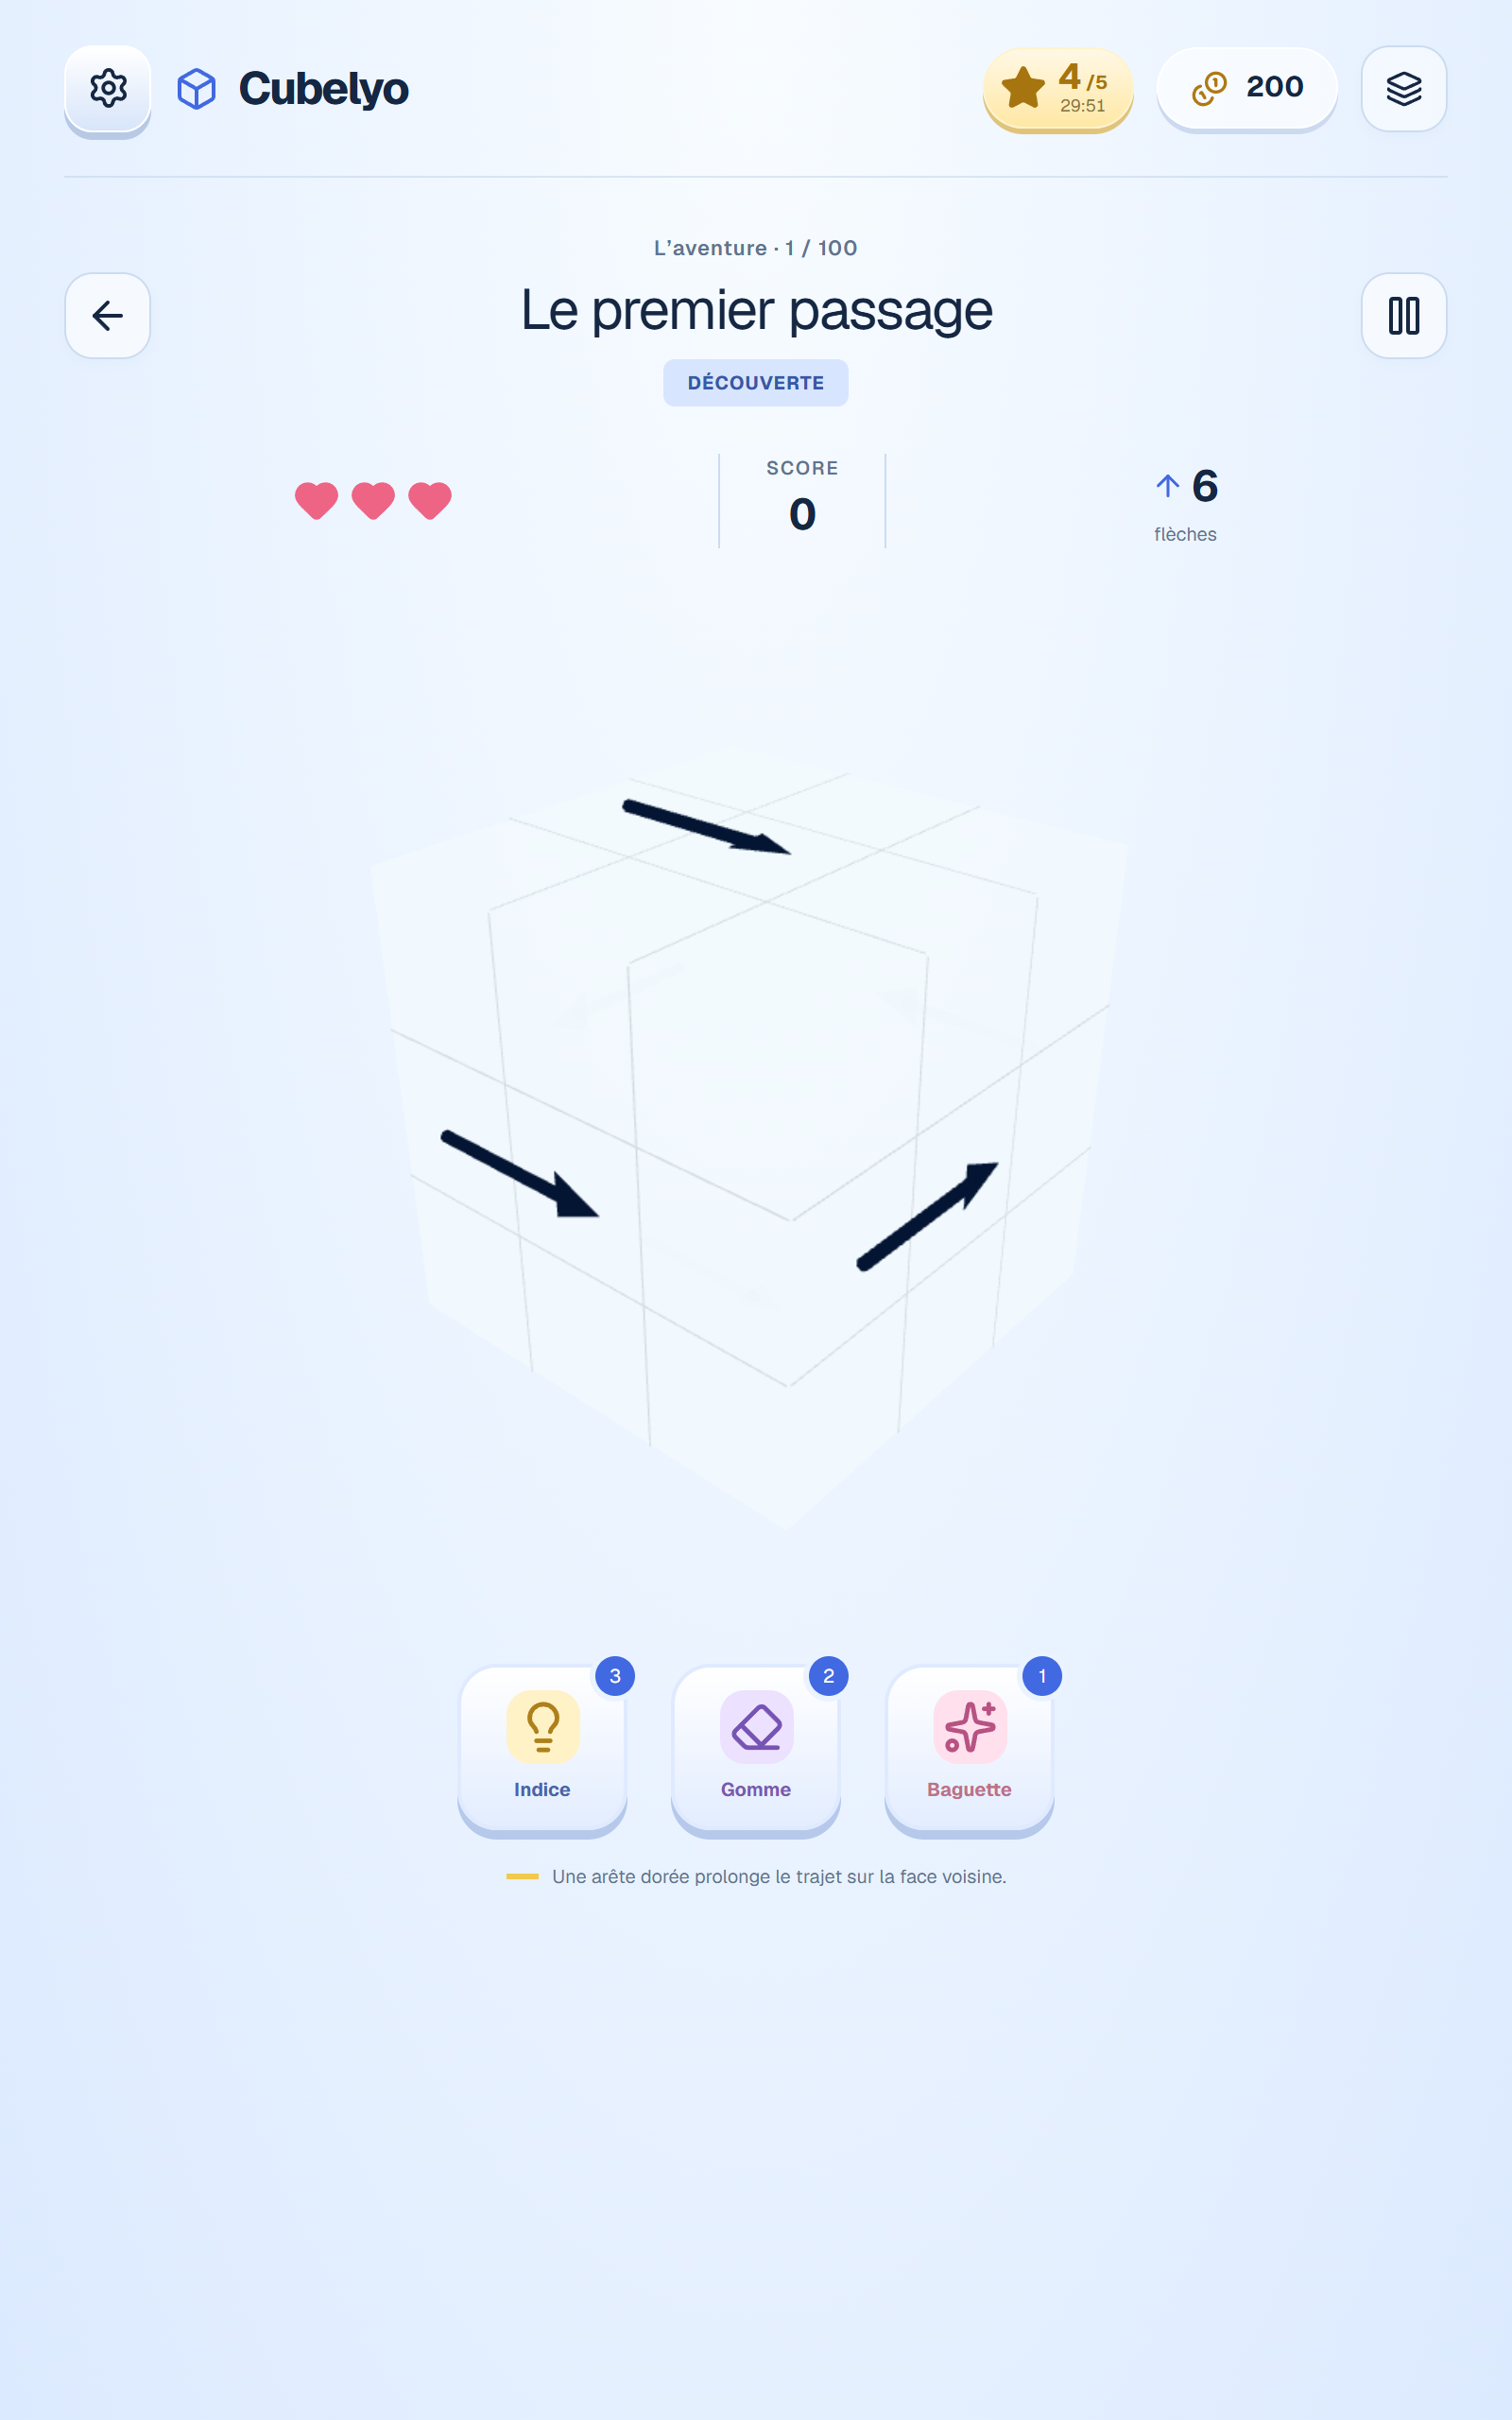 Cubelyo
4 /5
29:51
200
L'aventure · 1 / 100
Le premier passage
DÉCOUVERTE
SCORE
0
6
flèches
3
2
1
Indice
Gomme
Baguette
Une arête dorée prolonge le trajet sur la face voisine.